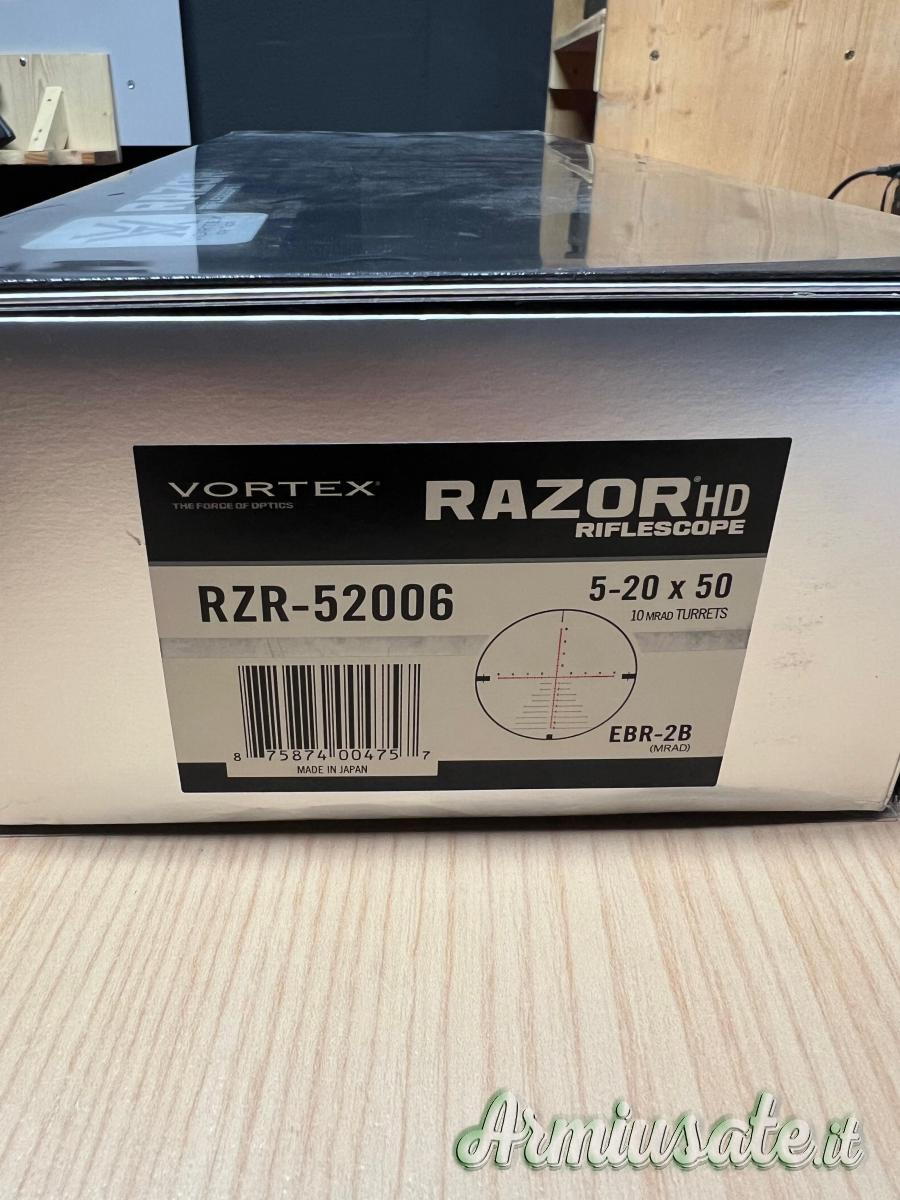 VORTEX®
THE FORCE OF OPTICS
RAZOR® HD
RIFLESCOPE
RZR-52006
5-20 x 50
10 MRAD TURRETS
8 75874 00475 7
MADE IN JAPAN
EBR-2B
(MRAD)
Armiusate.it